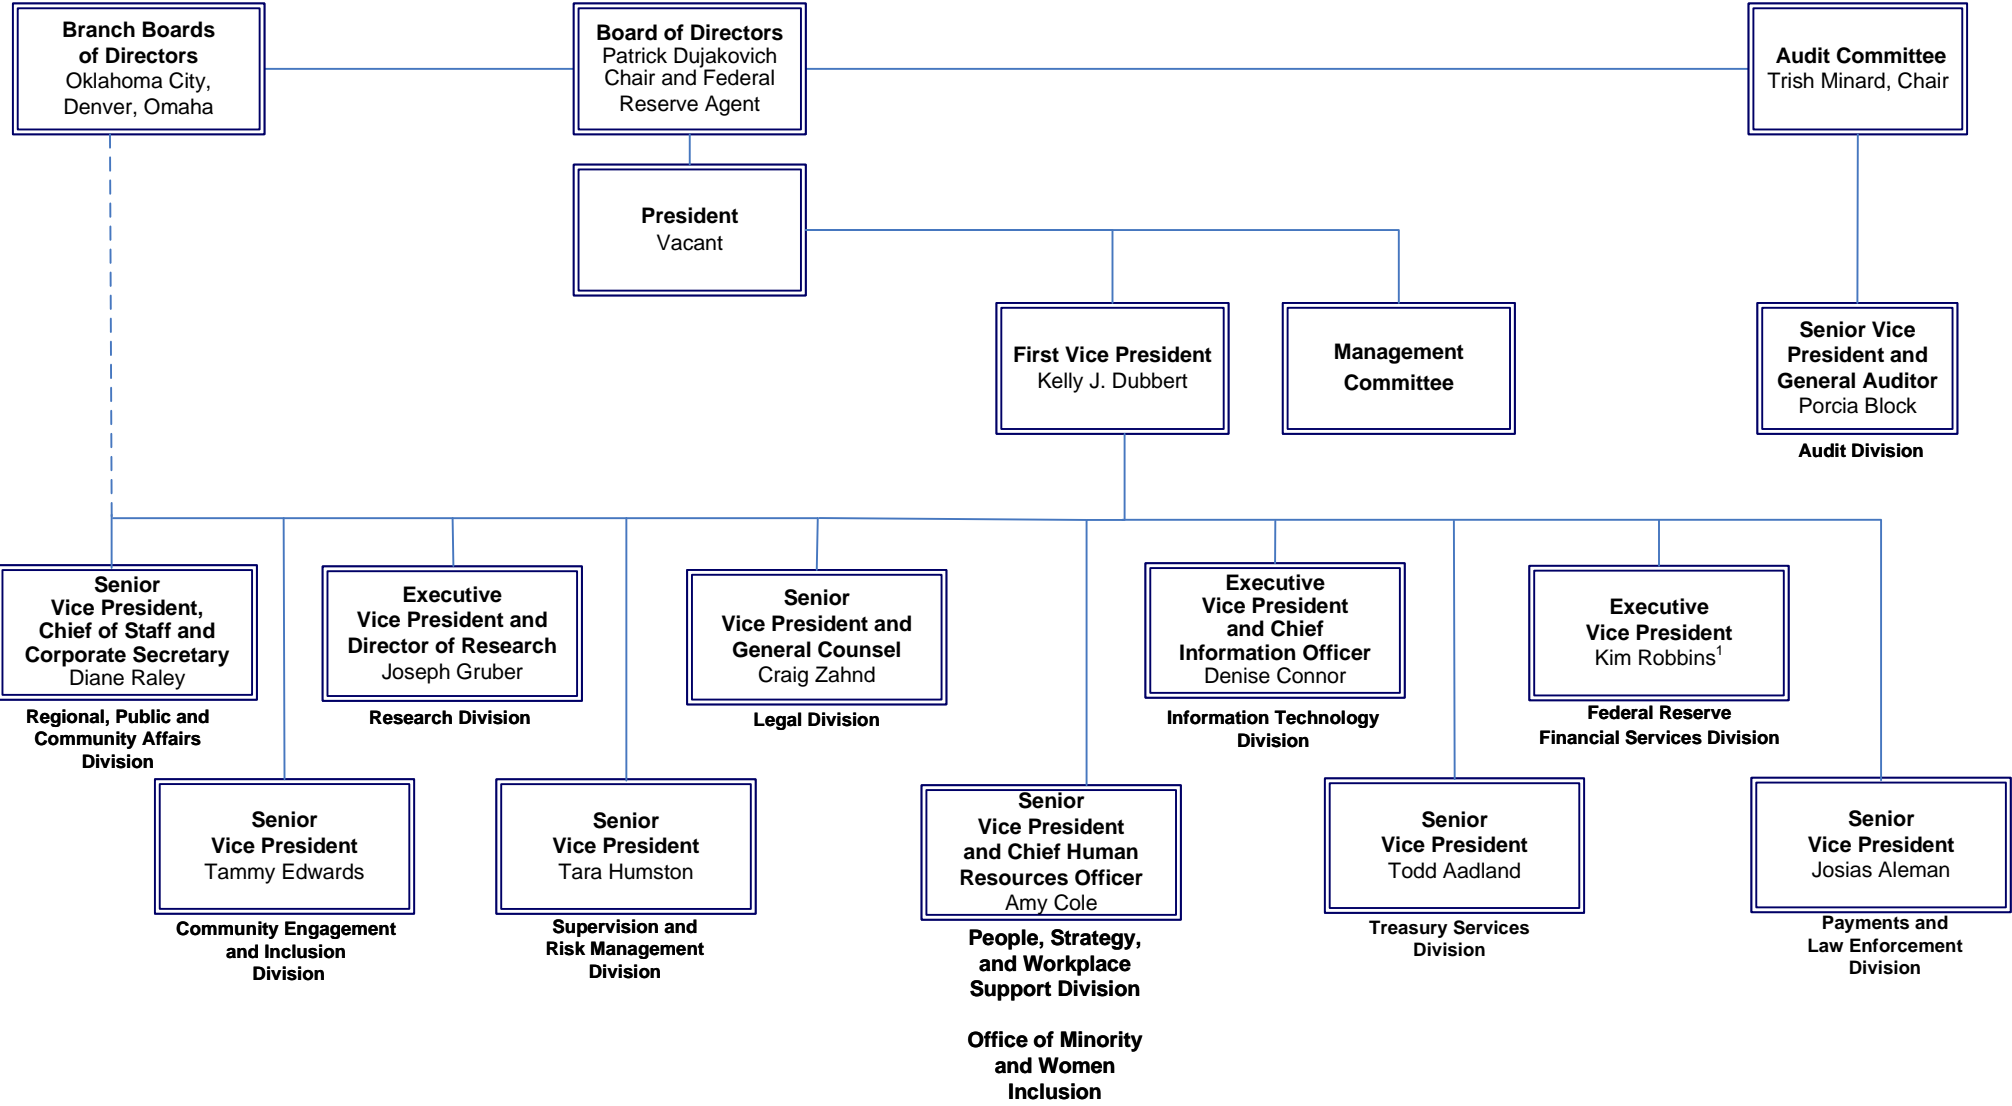 Branch Boards
of Directors
Oklahoma City,
Denver, Omaha
Board of Directors
Patrick Dujakovich
Chair and Federal
Reserve Agent
Audit Committee
Trish Minard, Chair
President
Vacant
First Vice President
Kelly J. Dubbert
Management
Committee
Senior Vice
President and
General Auditor
Porcia Block
Audit Division
Senior
Vice President,
Chief of Staff and
Corporate Secretary
Diane Raley
Regional, Public and
Community Affairs
Division
Executive
Vice President and
Director of Research
Joseph Gruber
Research Division
Senior
Vice President and
General Counsel
Craig Zahnd
Legal Division
Executive
Vice President
and Chief
Information Officer
Denise Connor
Information Technology
Division
Executive
Vice President
Kim Robbins¹
Federal Reserve
Financial Services Division
Senior
Vice President
Tammy Edwards
Community Engagement
and Inclusion
Division
Senior
Vice President
Tara Humston
Supervision and
Risk Management
Division
Senior
Vice President
and Chief Human
Resources Officer
Amy Cole
People, Strategy,
and Workplace
Support Division
Office of Minority
and Women
Inclusion
Senior
Vice President
Todd Aadland
Treasury Services
Division
Senior
Vice President
Josias Aleman
Payments and
Law Enforcement
Division